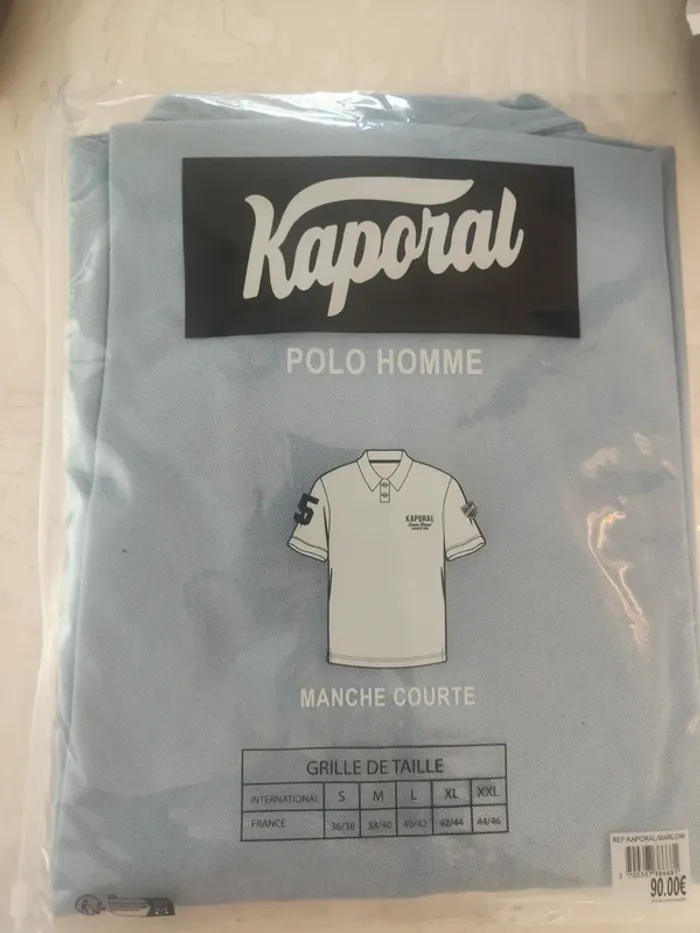 Kaporal
POLO HOMME
5
KAPORAL
MANCHE COURTE
GRILLE DE TAILLE
INTERNATIONAL S M L XL XXL
FRANCE 36/38 38/40 40/42 42/44 44/46
REF:KAPORAL/MARLOW
90.00€